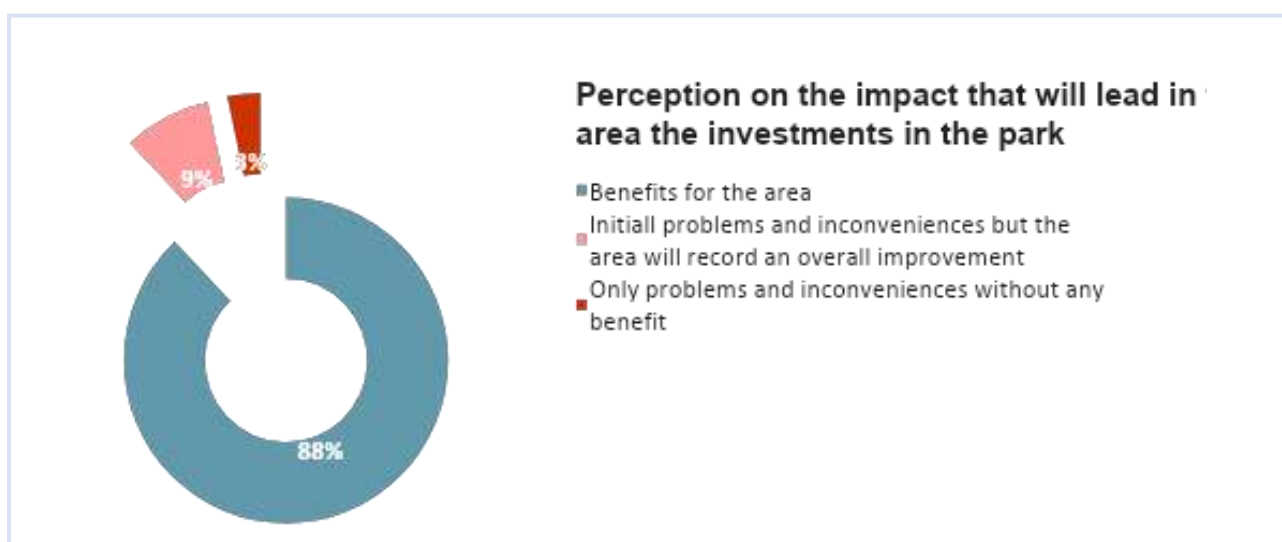 Perception on the impact that will lead in
area the investments in the park
Benefits for the area
Initiall problems and inconveniences but the
area will record an overall improvement
Only problems and inconveniences without any
benefit
9%
3%
88%